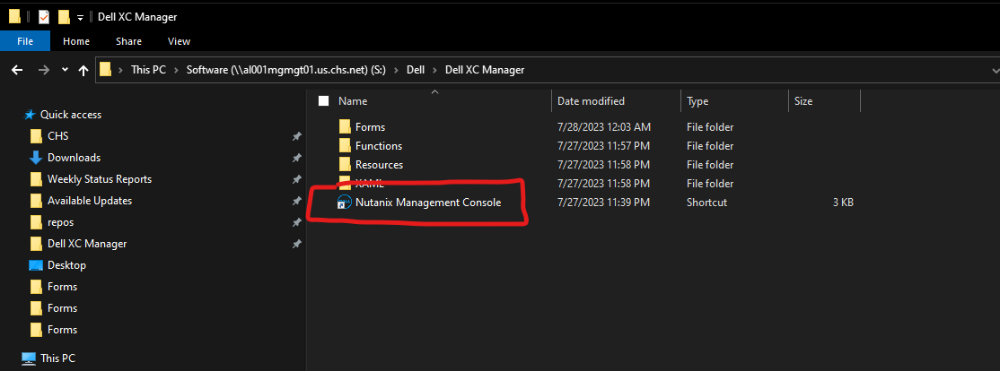 Dell XC Manager
File Home Share View
This PC Software (\\al001mgmgt01.us.chs.net) (S:) Dell Dell XC Manager
Name Date modified Type Size
Quick access
CHS
Downloads
Weekly Status Reports
Available Updates
repos
Dell XC Manager
Desktop
Forms
Forms
Forms
This PC
Forms 7/28/2023 12:03 AM File folder
Functions 7/27/2023 11:57 PM File folder
Resources 7/27/2023 11:58 PM File folder
XAML 7/27/2023 11:58 PM File folder
Nutanix Management Console 7/27/2023 11:39 PM Shortcut 3 KB